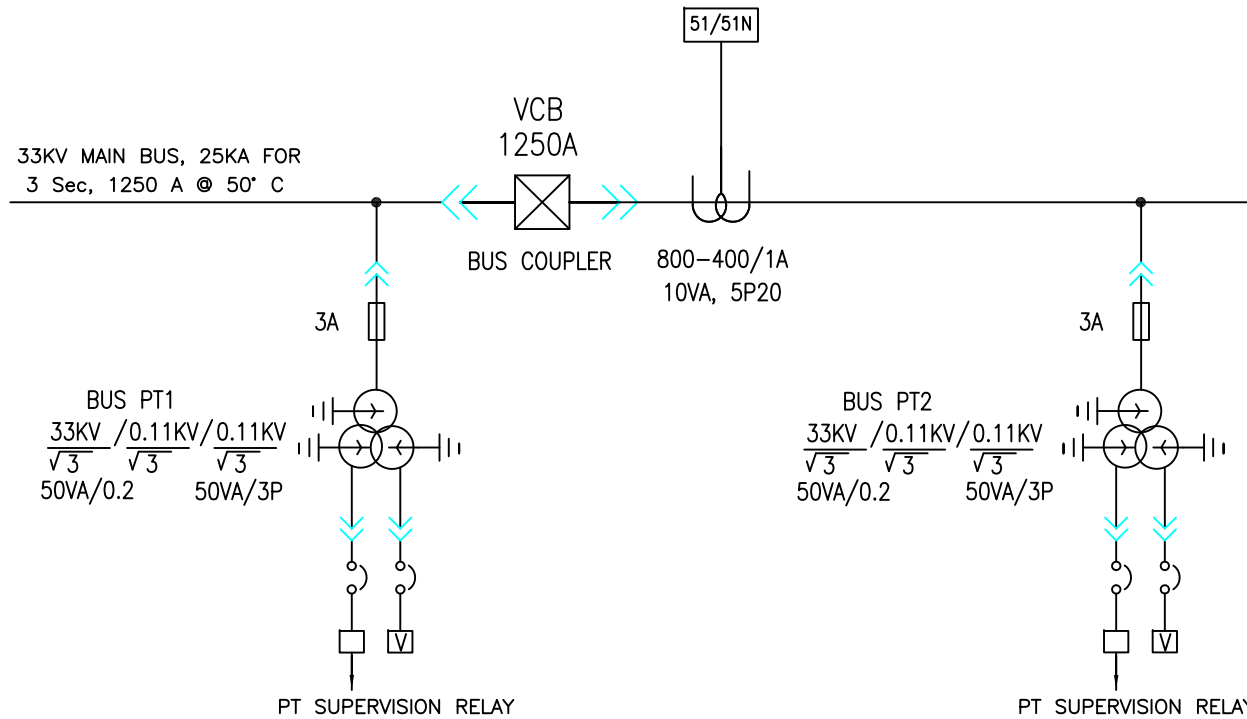 51/51N
VCB
1250A
33KV MAIN BUS, 25KA FOR
3 Sec, 1250 A @ 50° C
BUS COUPLER
800-400/1A
10VA, 5P20
3A
3A
BUS PT1
33KV/0.11KV/0.11KV
√3 √3 √3
50VA/0.2 50VA/3P
BUS PT2
33KV/0.11KV/0.11KV
√3 √3 √3
50VA/0.2 50VA/3P
V
V
PT SUPERVISION RELAY
PT SUPERVISION RELAY